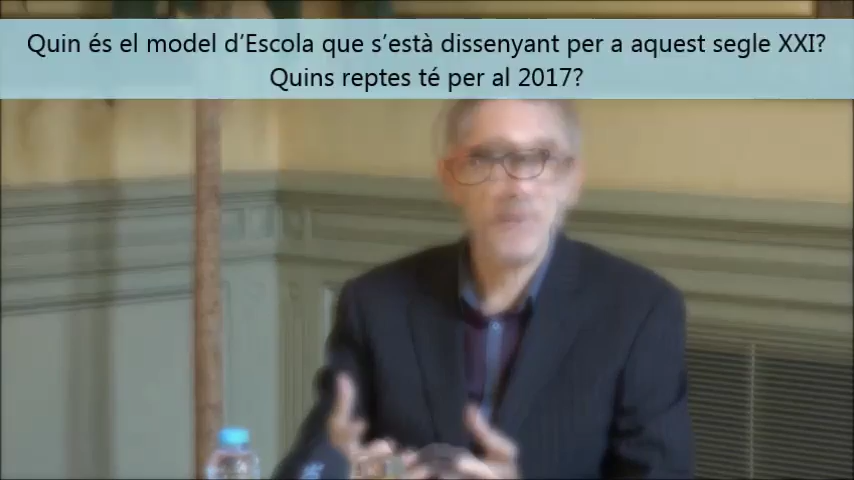 Quin és el model d’Escola que s’està dissenyant per a aquest segle XXI?
Quins reptes té per al 2017?